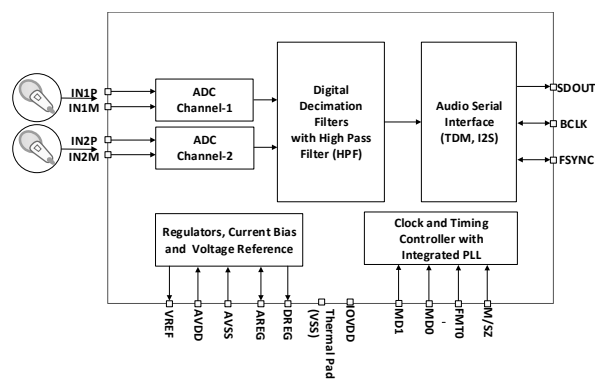 IN1P
IN1M
IN2P
IN2M
ADC
Channel-1
ADC
Channel-2
Digital
Decimation
Filters
with High Pass
Filter (HPF)
Audio Serial
Interface
(TDM, I2S)
SDOUT
BCLK
FSYNC
Regulators, Current Bias
and Voltage Reference
Clock and Timing
Controller with
Integrated PLL
VREF
AVDD
AVSS
AREG
DREG
Thermal Pad
(VSS)
IOVDD
MD1
MD0
FMT0
M/SZ